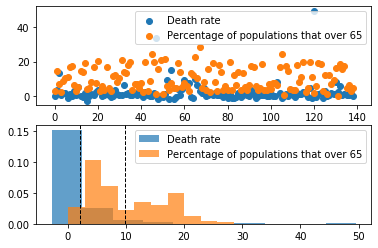 Death rate
Percentage of populations that over 65
40
20
0
0 20 40 60 80 100 120 140
Death rate
Percentage of populations that over 65
0.15
0.10
0.05
0.00
0 10 20 30 40 50